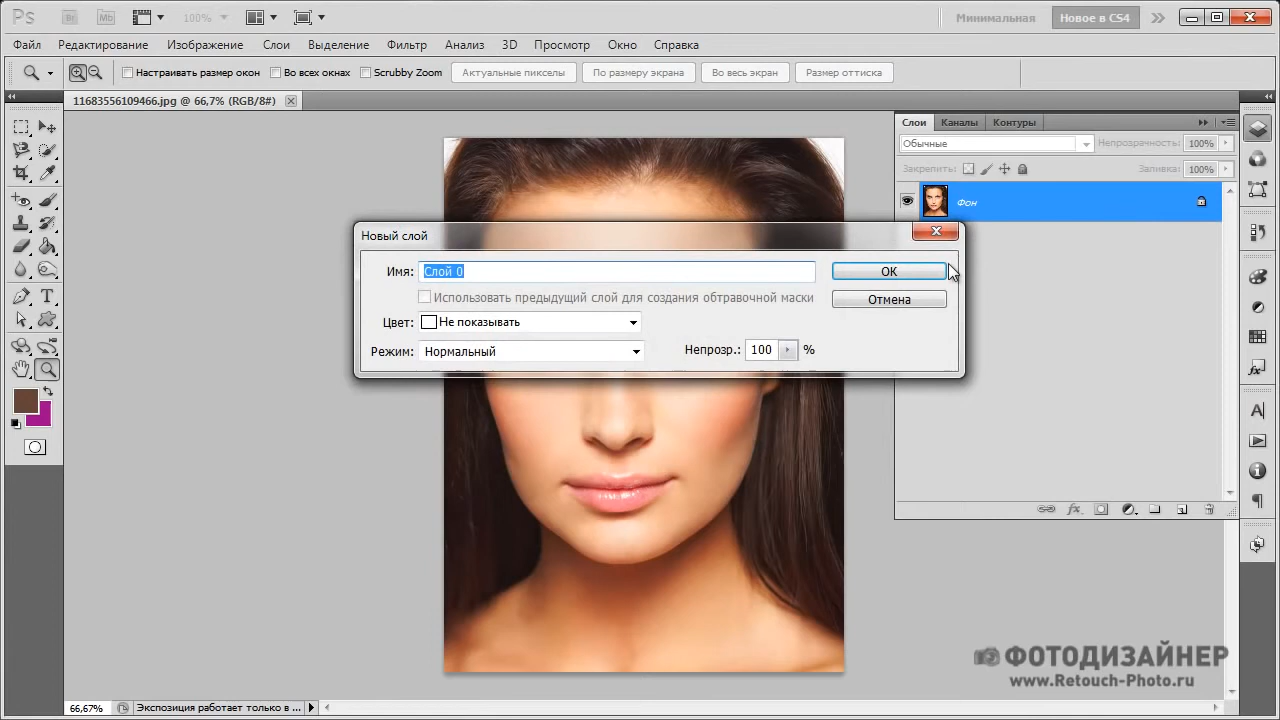 Ps Br Mb 100% Минимальная Новое в CS4
Файл Редактирование Изображение Слои Выделение Фильтр Анализ 3D Просмотр Окно Справка
Настраивать размер окон Во всех окнах Scrubby Zoom Актуальные пикселы По размеру экрана Во весь экран Размер оттиска
11683556109466.jpg @ 66,7% (RGB/8#)
Слои Каналы Контуры
Обычные Непрозрачность: 100%
Закрепить: Заливка: 100%
Фон
Новый слой
Имя: Слой 0 ОК
Использовать предыдущий слой для создания обтравочной маски
Отмена
Цвет: Не показывать
Режим: Нормальный Непрозр.: 100 %
ФОТОДИЗАЙНЕР
www.Retouch-Photo.ru
66,67% Экспозиция работает только в ...